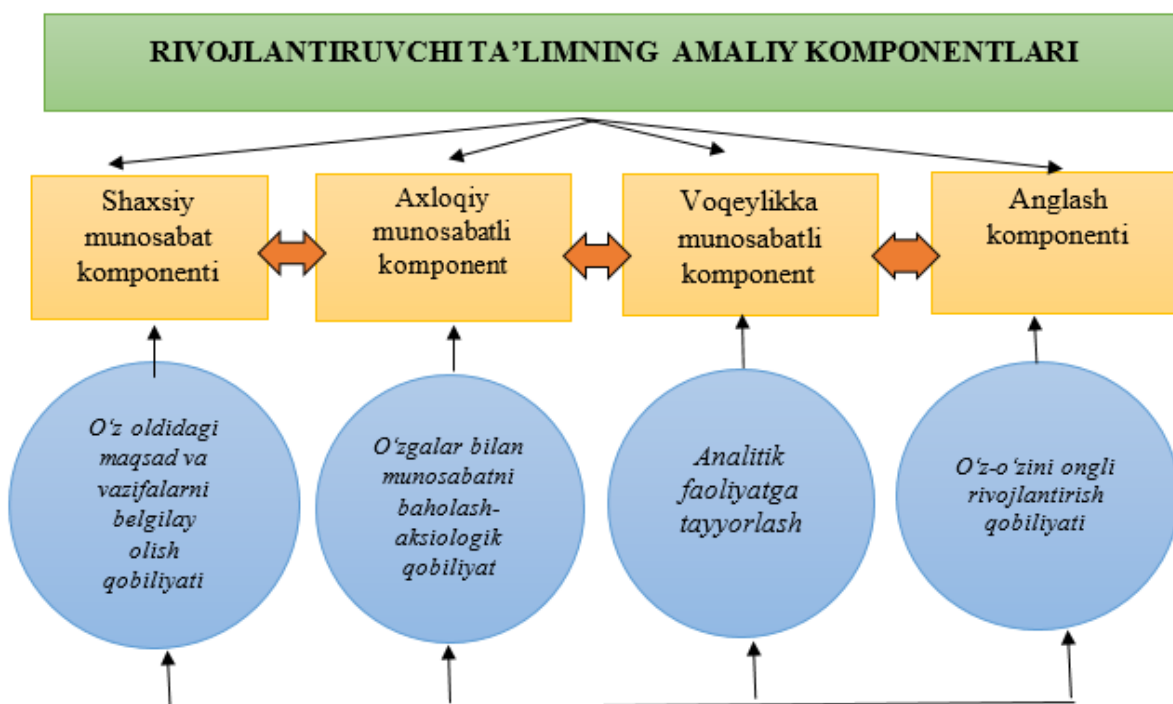 RIVOJLANTIRUVCHI TA’LIMNING AMALIY KOMPONENTLARI
Shaxsiy
munosabat
komponenti
Axloqiy
munosabatli
komponent
Voqeylikka
munosabatli
komponent
Anglash
komponenti
O‘z oldidagi
maqsad va
vazifalarni
belgilay
olish
qobiliyati
O‘zgalar bilan
munosabatni
baholash-
aksiologik
qobiliyat
Analitik
faoliyatga
tayyorlash
O‘z-o‘zini ongli
rivojlantirish
qobiliyati